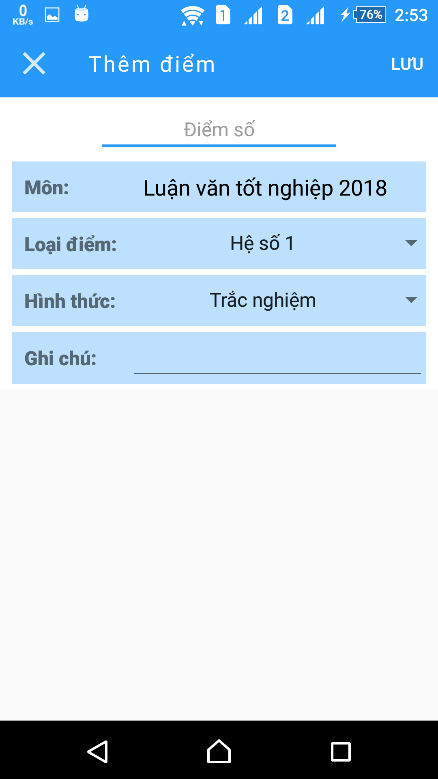 0 KB/s 1 2 76% 2:53
Thêm điểm LƯU
Điểm số
Môn: Luận văn tốt nghiệp 2018
Loại điểm: Hệ số 1
Hình thức: Trắc nghiệm
Ghi chú: